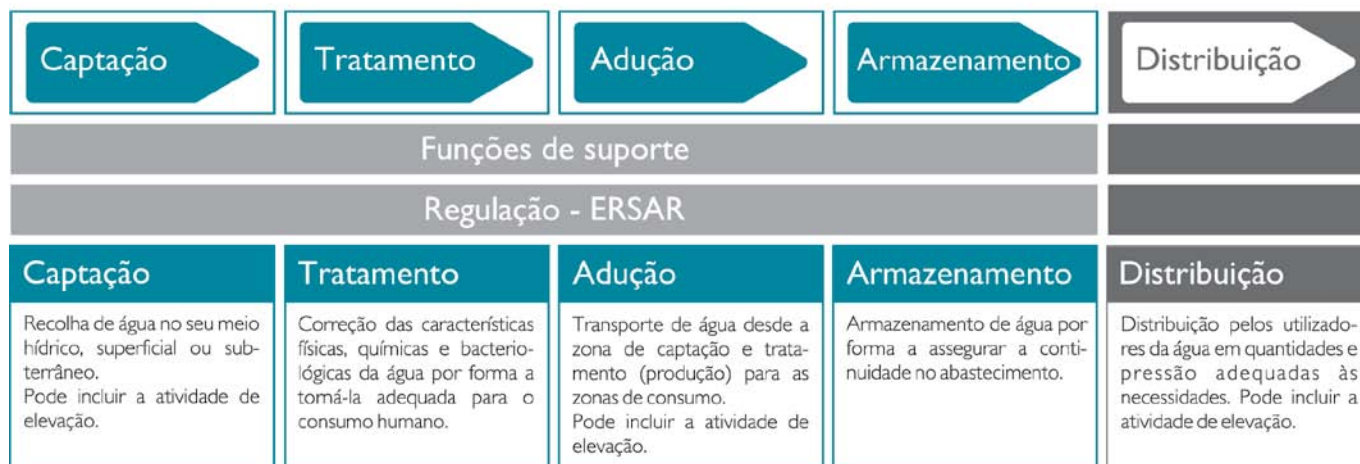 Captação
Tratamento
Adução
Armazenamento
Distribuição
Funções de suporte
Regulação - ERSAR
Captação
Recolha de água no seu meio
hídrico, superficial ou sub-
terrâneo.
Pode incluir a atividade de
elevação.
Tratamento
Correção das características
físicas, químicas e bacterio-
lógicas da água por forma a
torná-la adequada para o
consumo humano.
Adução
Transporte de água desde a
zona de captação e trata-
mento (produção) para as
zonas de consumo.
Pode incluir a atividade de
elevação.
Armazenamento
Armazenamento de água por
forma a assegurar a conti-
nuidade no abastecimento.
Distribuição
Distribuição pelos utilizado-
res da água em quantidades e
pressão adequadas às
necessidades. Pode incluir a
atividade de elevação.